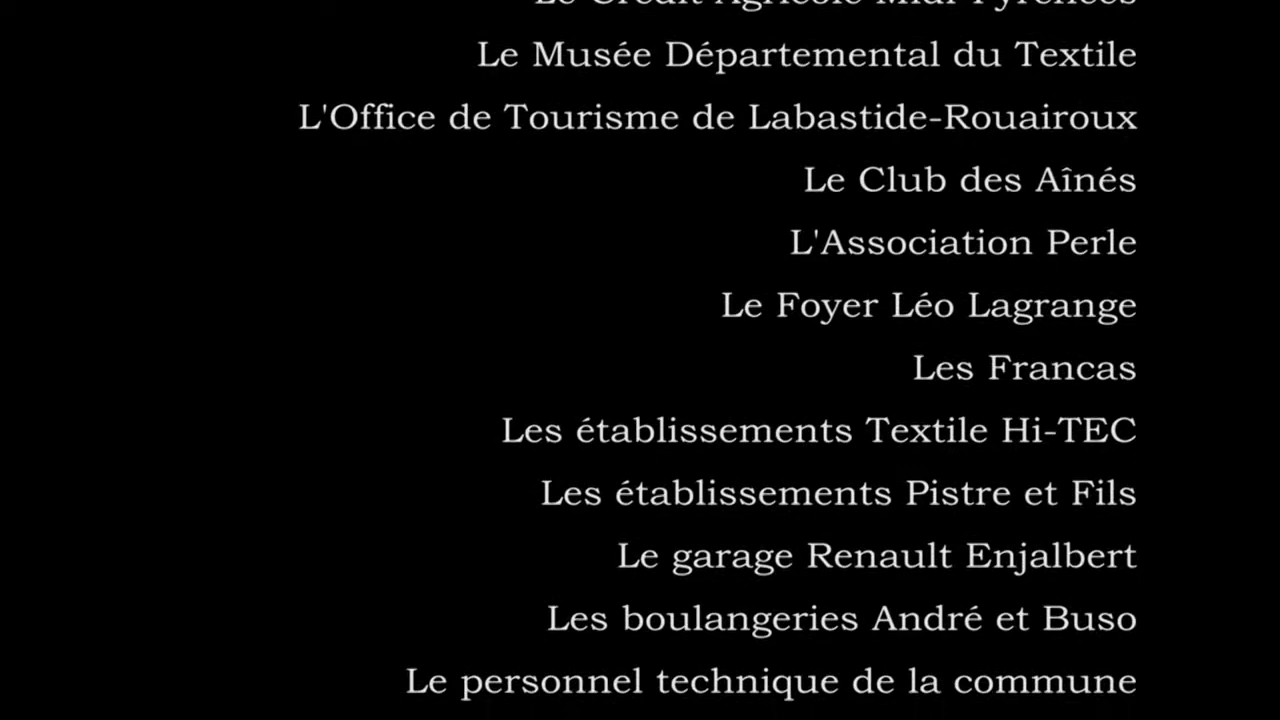 Le Crédit Agricole Midi Pyrénées
Le Musée Départemental du Textile
L'Office de Tourisme de Labastide-Rouairoux
Le Club des Aînés
L'Association Perle
Le Foyer Léo Lagrange
Les Francas
Les établissements Textile Hi-TEC
Les établissements Pistre et Fils
Le garage Renault Enjalbert
Les boulangeries André et Buso
Le personnel technique de la commune